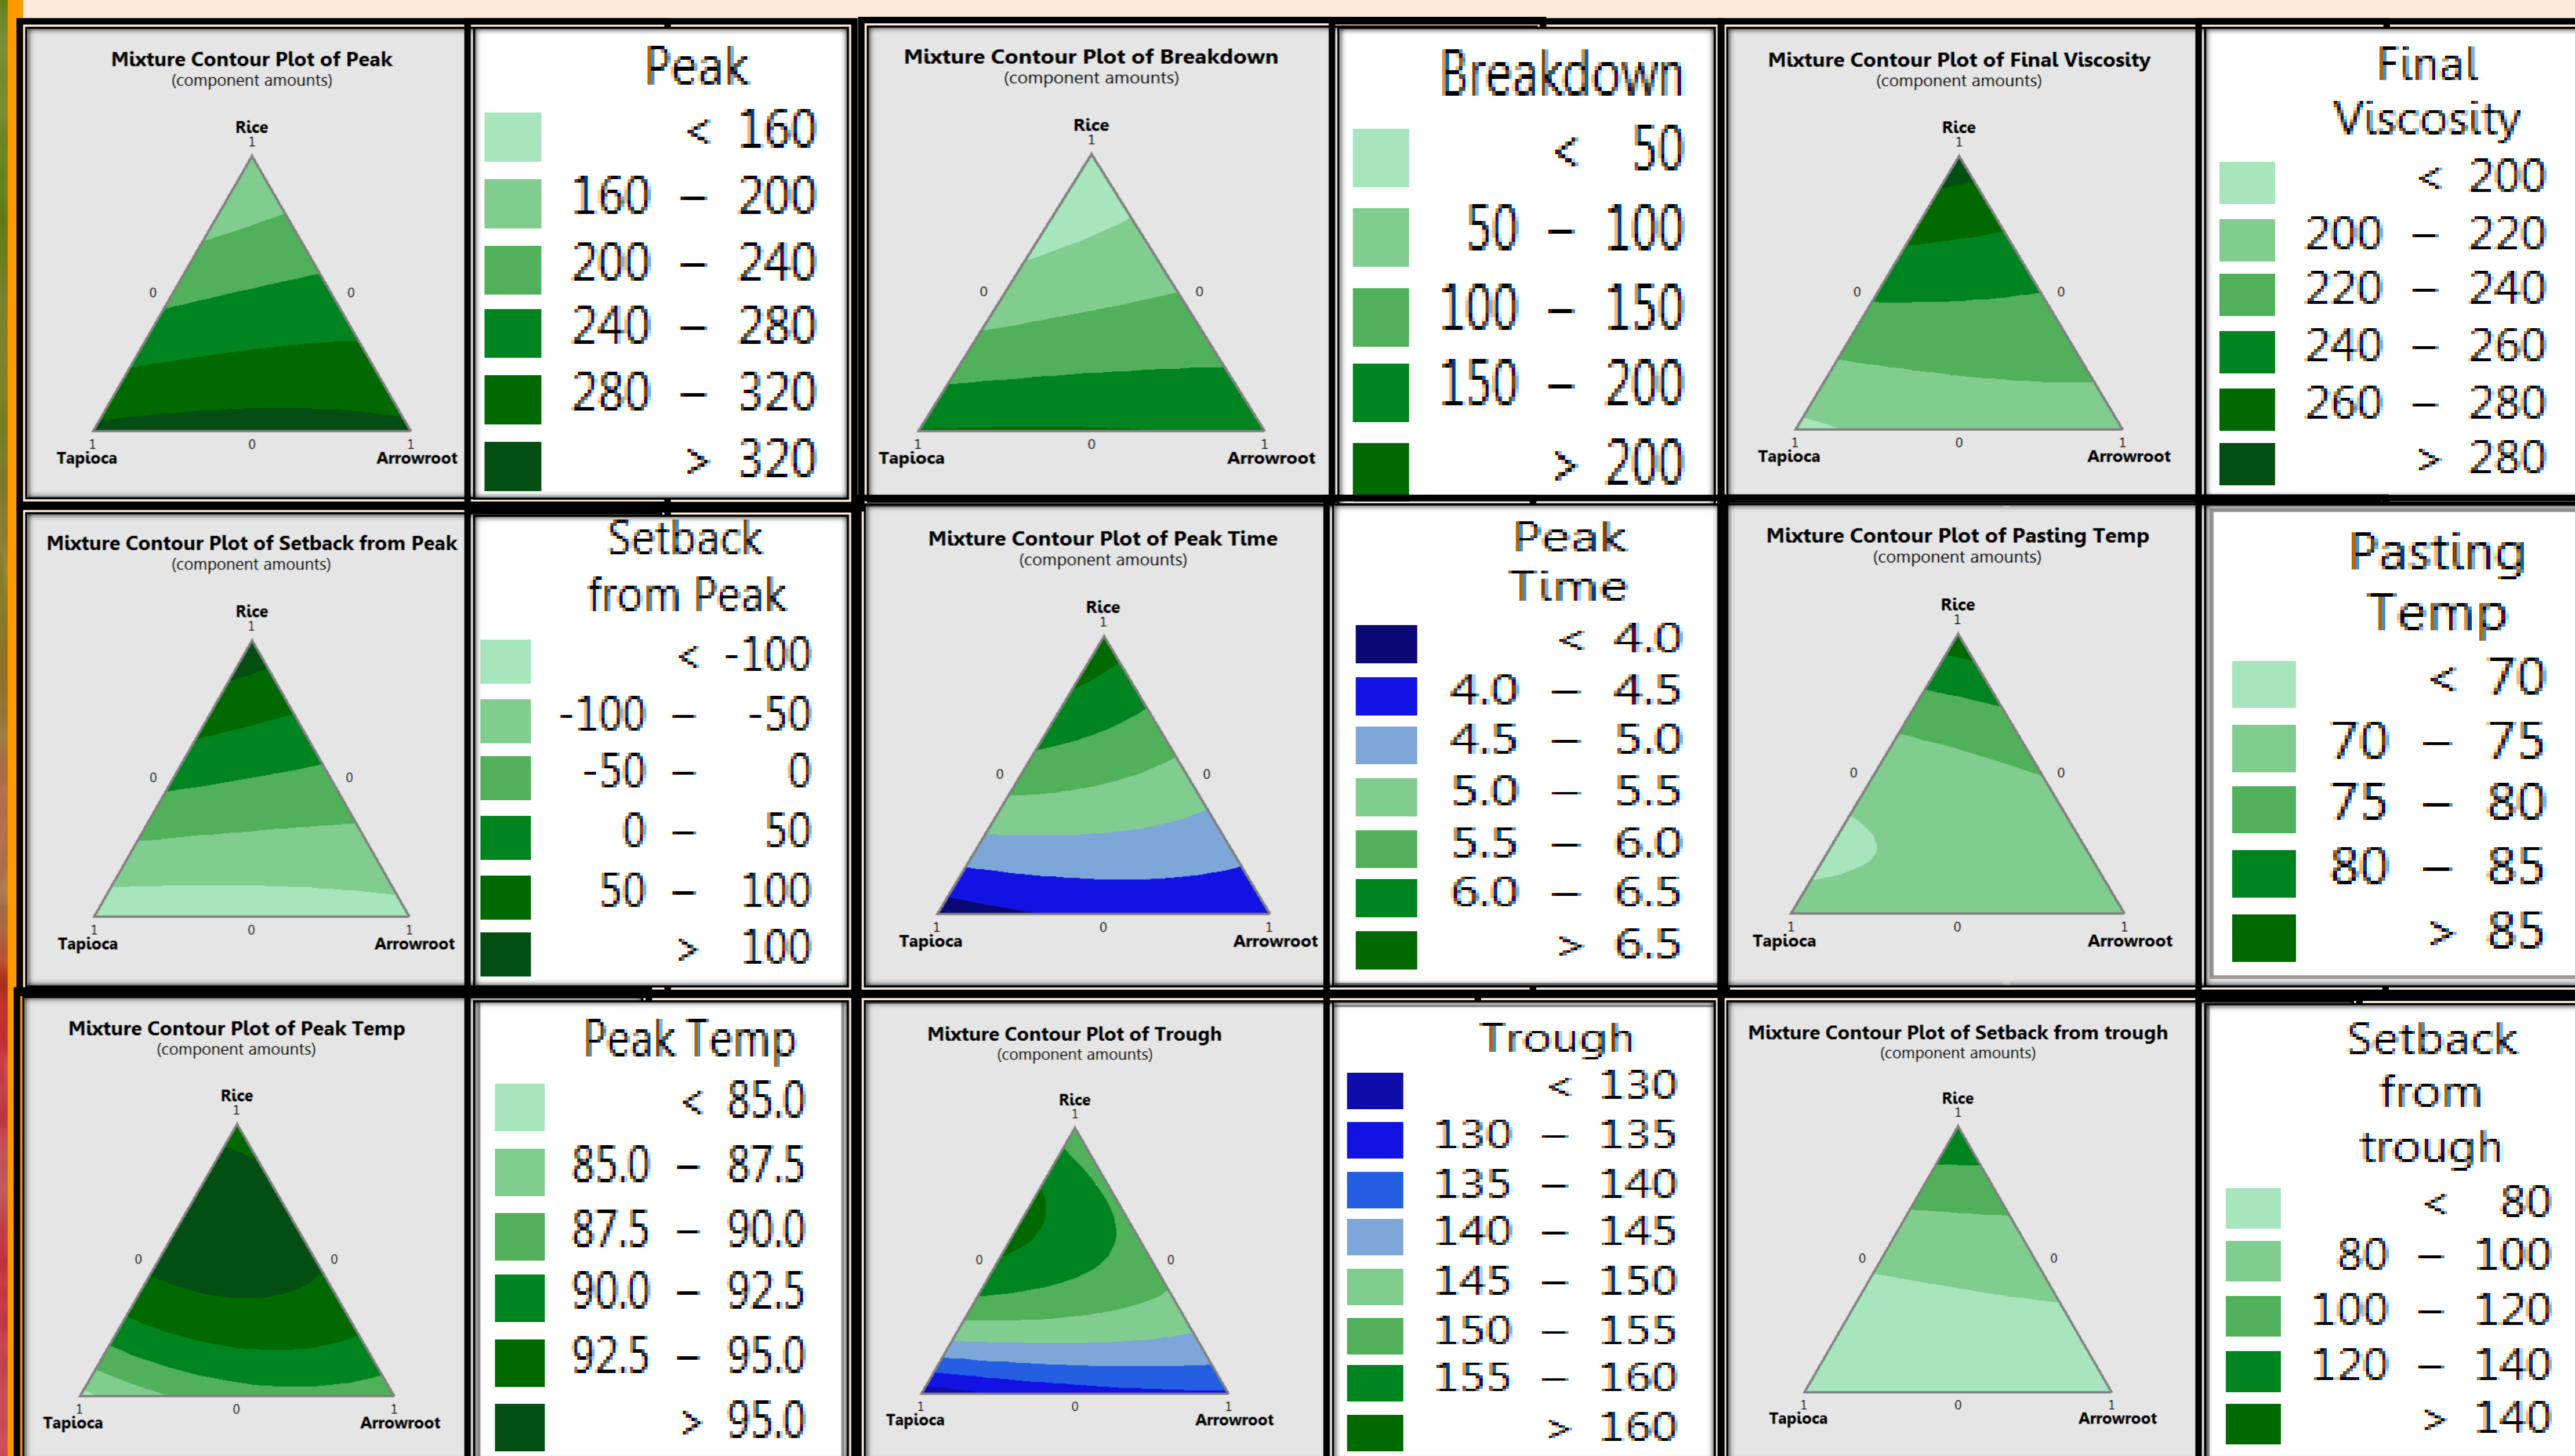 Mixture Contour Plot of Peak
(component amounts)
Rice
1
0
0
1
0
1
Tapioca
Arrowroot
Peak
< 160
160 – 200
200 – 240
240 – 280
280 – 320
> 320
Mixture Contour Plot of Breakdown
(component amounts)
Rice
1
0
0
1
0
1
Tapioca
Arrowroot
Breakdown
< 50
50 – 100
100 – 150
150 – 200
> 200
Mixture Contour Plot of Final Viscosity
(component amounts)
Rice
1
0
0
1
0
1
Tapioca
Arrowroot
Final
Viscosity
< 200
200 – 220
220 – 240
240 – 260
260 – 280
> 280
Mixture Contour Plot of Setback from Peak
(component amounts)
Rice
1
0
0
1
0
1
Tapioca
Arrowroot
Setback
from Peak
< -100
-100 – -50
-50 – 0
0 – 50
50 – 100
> 100
Mixture Contour Plot of Peak Time
(component amounts)
Rice
1
0
0
1
0
1
Tapioca
Arrowroot
Peak
Time
< 4.0
4.0 – 4.5
4.5 – 5.0
5.0 – 5.5
5.5 – 6.0
6.0 – 6.5
> 6.5
Mixture Contour Plot of Pasting Temp
(component amounts)
Rice
1
0
0
1
0
1
Tapioca
Arrowroot
Pasting
Temp
< 70
70 – 75
75 – 80
80 – 85
> 85
Mixture Contour Plot of Peak Temp
(component amounts)
Rice
1
0
0
1
0
1
Tapioca
Arrowroot
Peak Temp
< 85.0
85.0 – 87.5
87.5 – 90.0
90.0 – 92.5
92.5 – 95.0
> 95.0
Mixture Contour Plot of Trough
(component amounts)
Rice
1
0
0
1
0
1
Tapioca
Arrowroot
Trough
< 130
130 – 135
135 – 140
140 – 145
145 – 150
150 – 155
155 – 160
> 160
Mixture Contour Plot of Setback from trough
(component amounts)
Rice
1
0
0
1
0
1
Tapioca
Arrowroot
Setback
from
trough
< 80
80 – 100
100 – 120
120 – 140
> 140